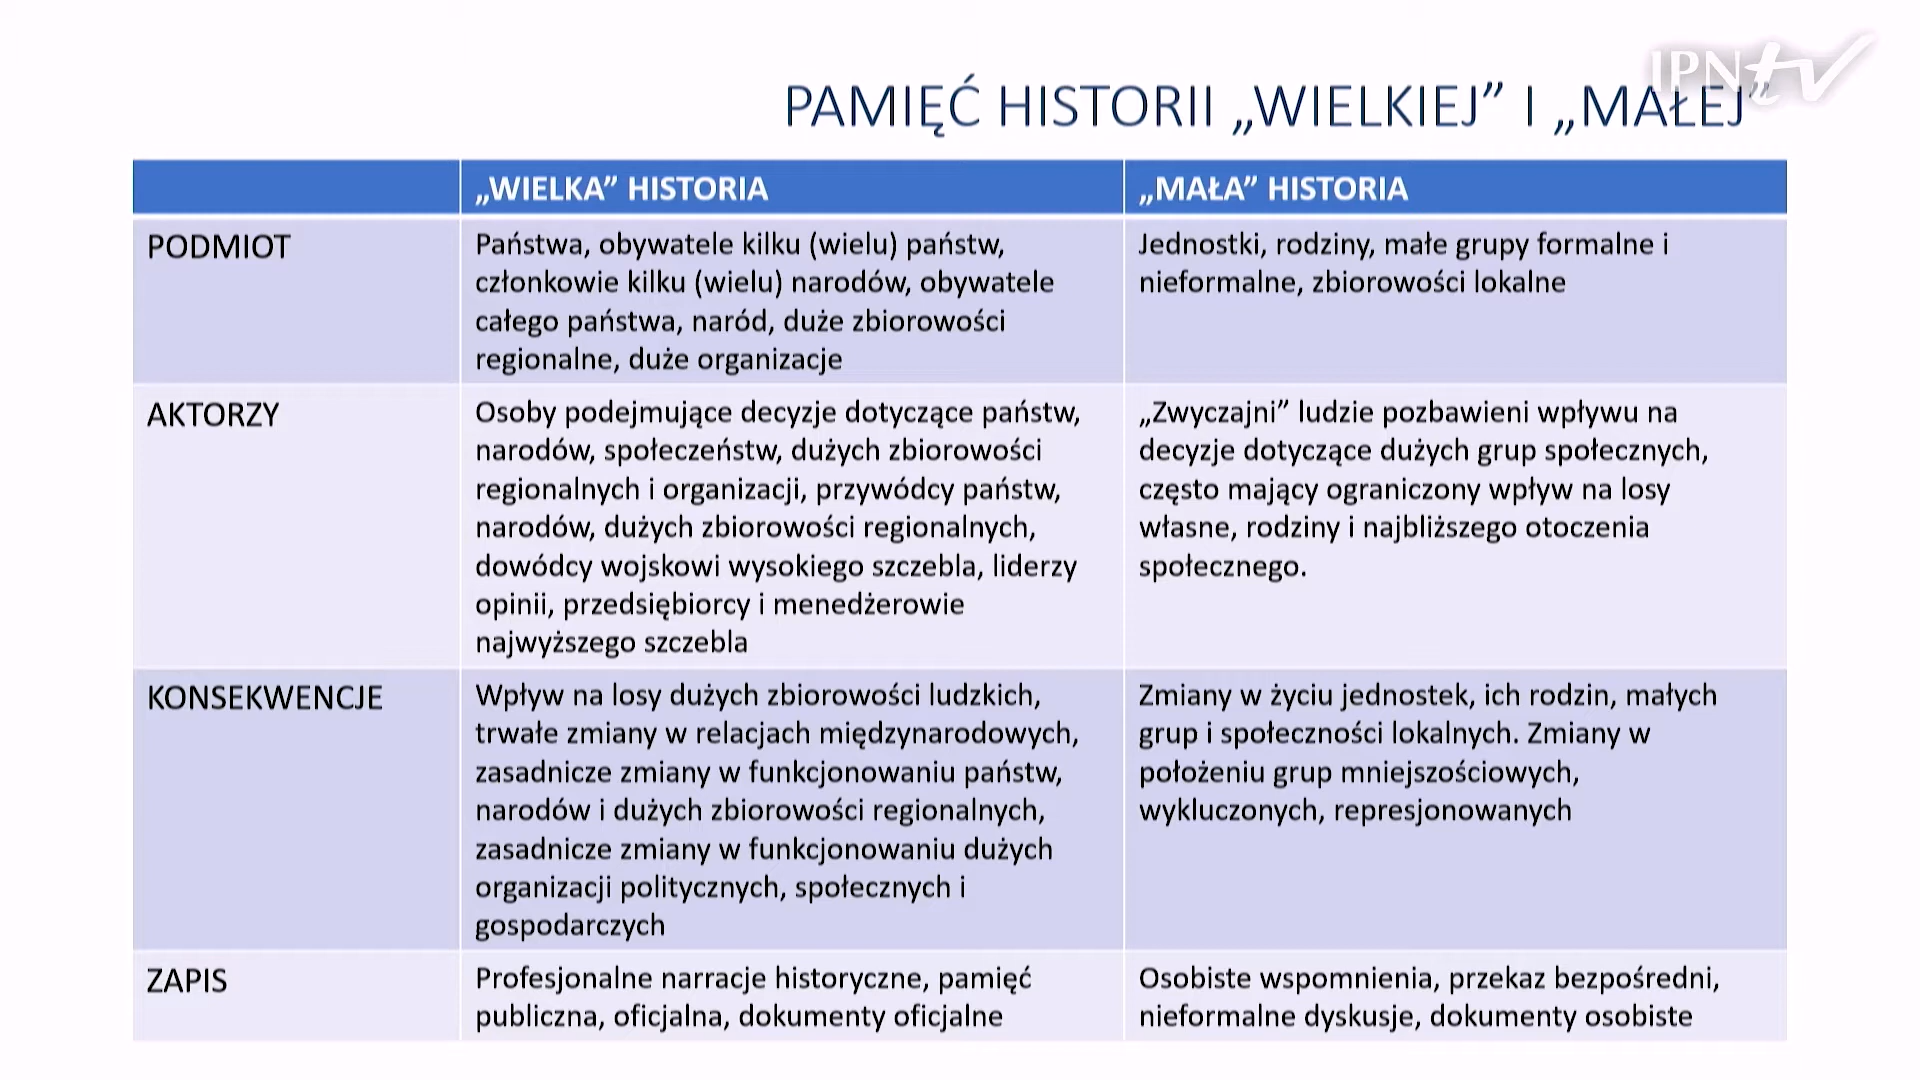 IPNtv
PAMIĘĆ HISTORII „WIELKIEJ” I „MAŁEJ”
„WIELKA” HISTORIA
„MAŁA” HISTORIA
PODMIOT
Państwa, obywatele kilku (wielu) państw,
członkowie kilku (wielu) narodów, obywatele
całego państwa, naród, duże zbiorowości
regionalne, duże organizacje
Jednostki, rodziny, małe grupy formalne i
nieformalne, zbiorowości lokalne
AKTORZY
Osoby podejmujące decyzje dotyczące państw,
narodów, społeczeństw, dużych zbiorowości
regionalnych i organizacji, przywódcy państw,
narodów, dużych zbiorowości regionalnych,
dowódcy wojskowi wysokiego szczebla, liderzy
opinii, przedsiębiorcy i menedżerowie
najwyższego szczebla
„Zwyczajni” ludzie pozbawieni wpływu na
decyzje dotyczące dużych grup społecznych,
często mający ograniczony wpływ na losy
własne, rodziny i najbliższego otoczenia
społecznego.
KONSEKWENCJE
Wpływ na losy dużych zbiorowości ludzkich,
trwałe zmiany w relacjach międzynarodowych,
zasadnicze zmiany w funkcjonowaniu państw,
narodów i dużych zbiorowości regionalnych,
zasadnicze zmiany w funkcjonowaniu dużych
organizacji politycznych, społecznych i
gospodarczych
Zmiany w życiu jednostek, ich rodzin, małych
grup i społeczności lokalnych. Zmiany w
położeniu grup mniejszościowych,
wykluczonych, represjonowanych
ZAPIS
Profesjonalne narracje historyczne, pamięć
publiczna, oficjalna, dokumenty oficjalne
Osobiste wspomnienia, przekaz bezpośredni,
nieformalne dyskusje, dokumenty osobiste